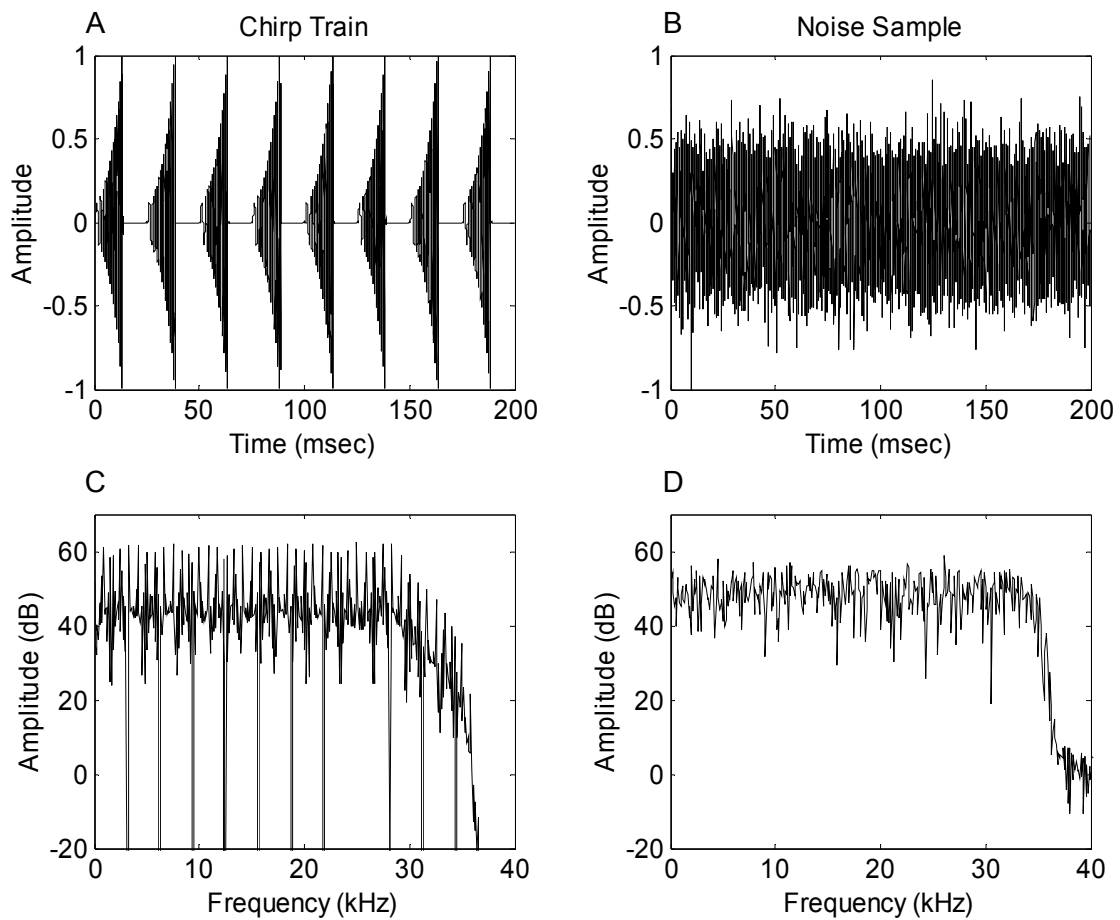 A
Chirp Train
B
Noise Sample
1
0.5
0
-0.5
-1
Amplitude
0 50 100 150 200
Time (msec)
1
0.5
0
-0.5
-1
Amplitude
0 50 100 150 200
Time (msec)
C
60
40
20
0
-20
Amplitude (dB)
0 10 20 30 40
Frequency (kHz)
D
60
40
20
0
-20
Amplitude (dB)
0 10 20 30 40
Frequency (kHz)